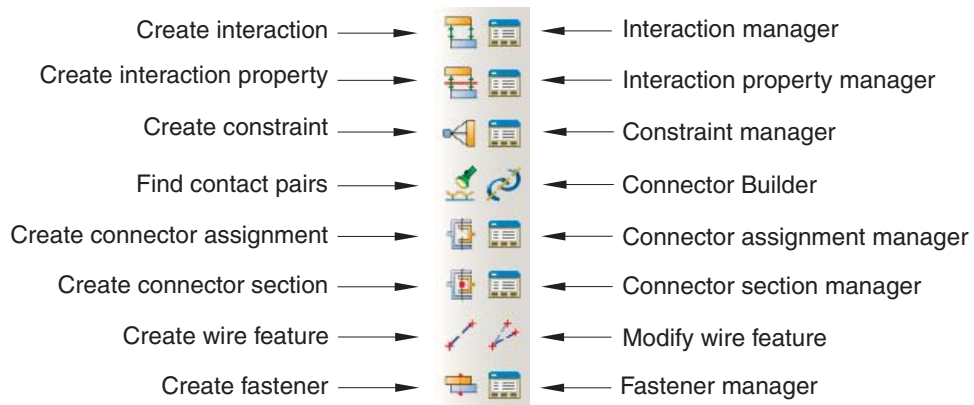 Create interaction Interaction manager
Create interaction property Interaction property manager
Create constraint Constraint manager
Find contact pairs Connector Builder
Create connector assignment Connector assignment manager
Create connector section Connector section manager
Create wire feature Modify wire feature
Create fastener Fastener manager